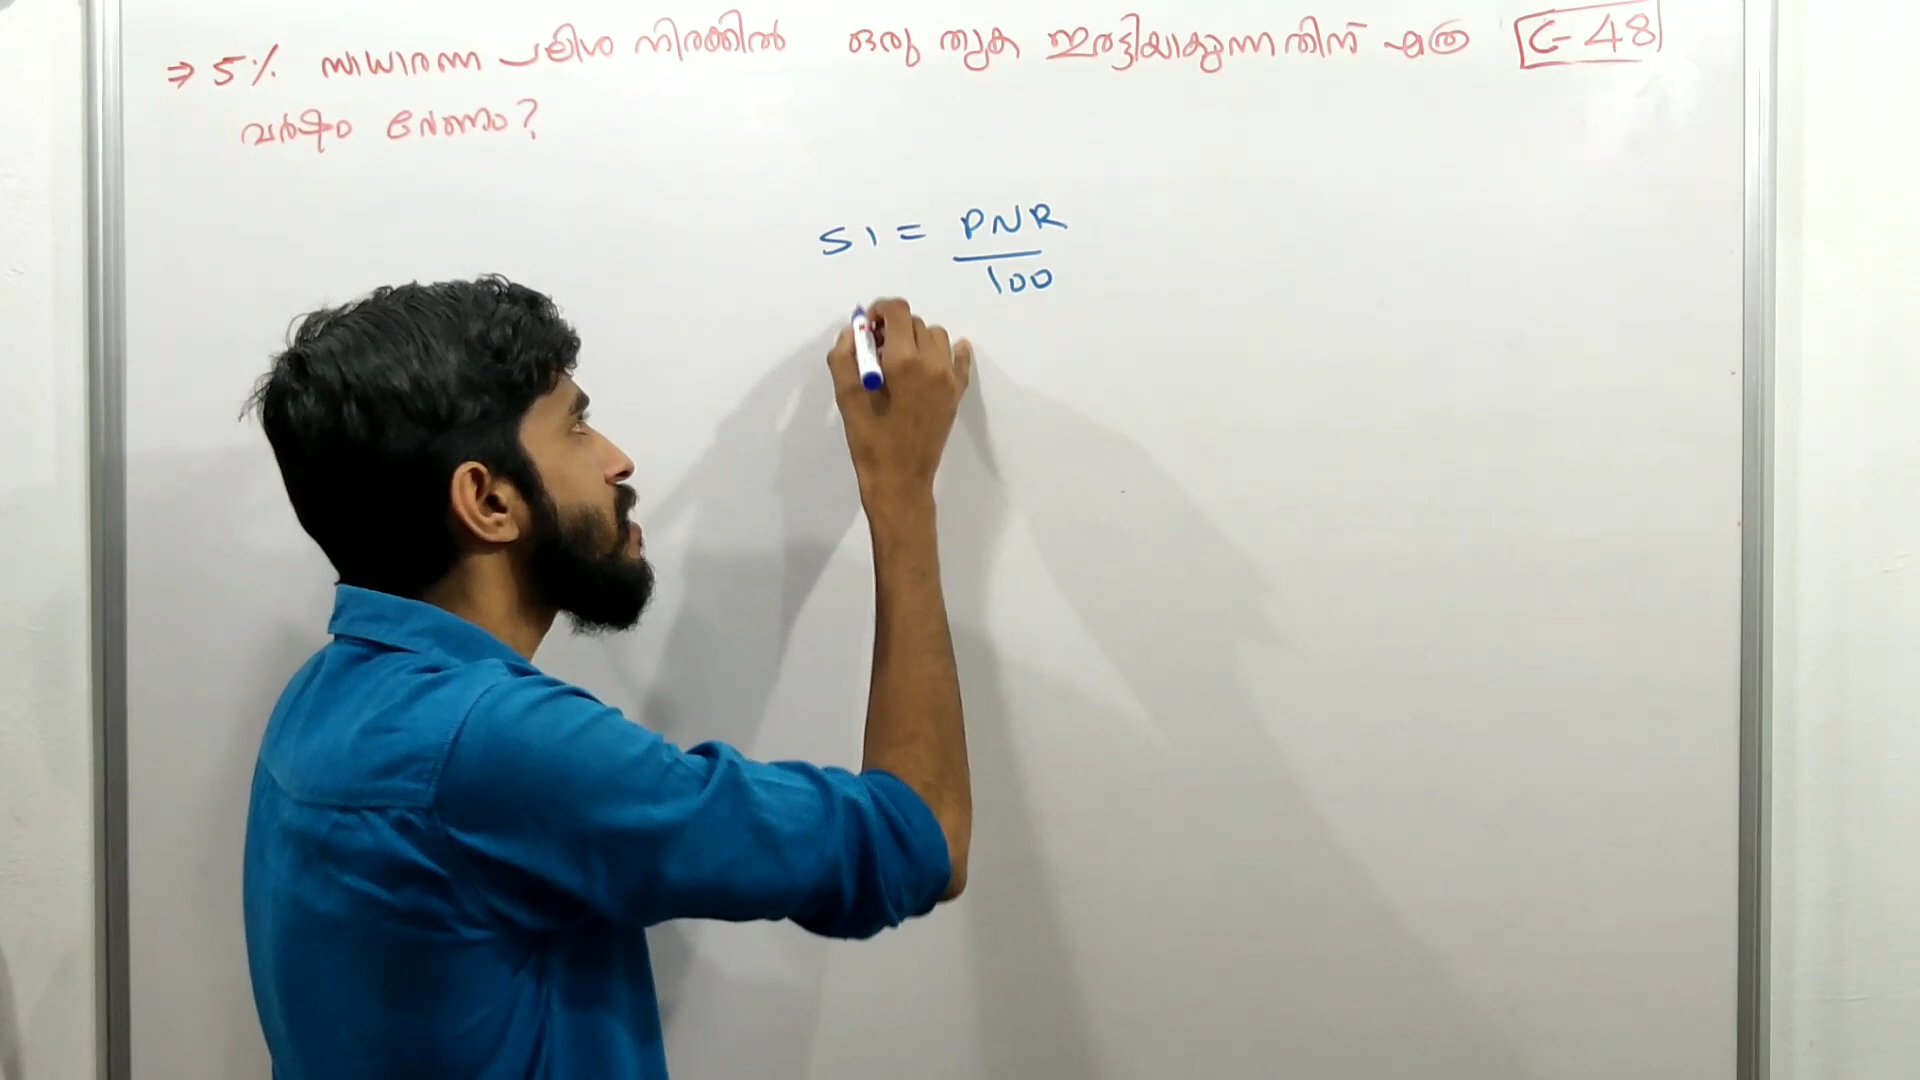 ⇒ 5% സാധാരണ പലിശ നിരക്കിൽ ഒരു തുക ഇരട്ടിയാകുന്നതിന് എത്ര C-48
വർഷം വേണം?
SI = PNR
100